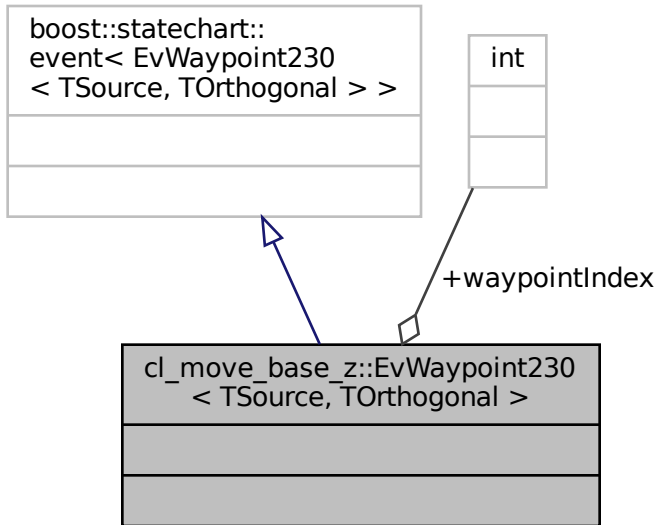 boost::statechart::
event< EvWaypoint230
< TSource, TOrthogonal > >
int
+waypointIndex
cl_move_base_z::EvWaypoint230
< TSource, TOrthogonal >